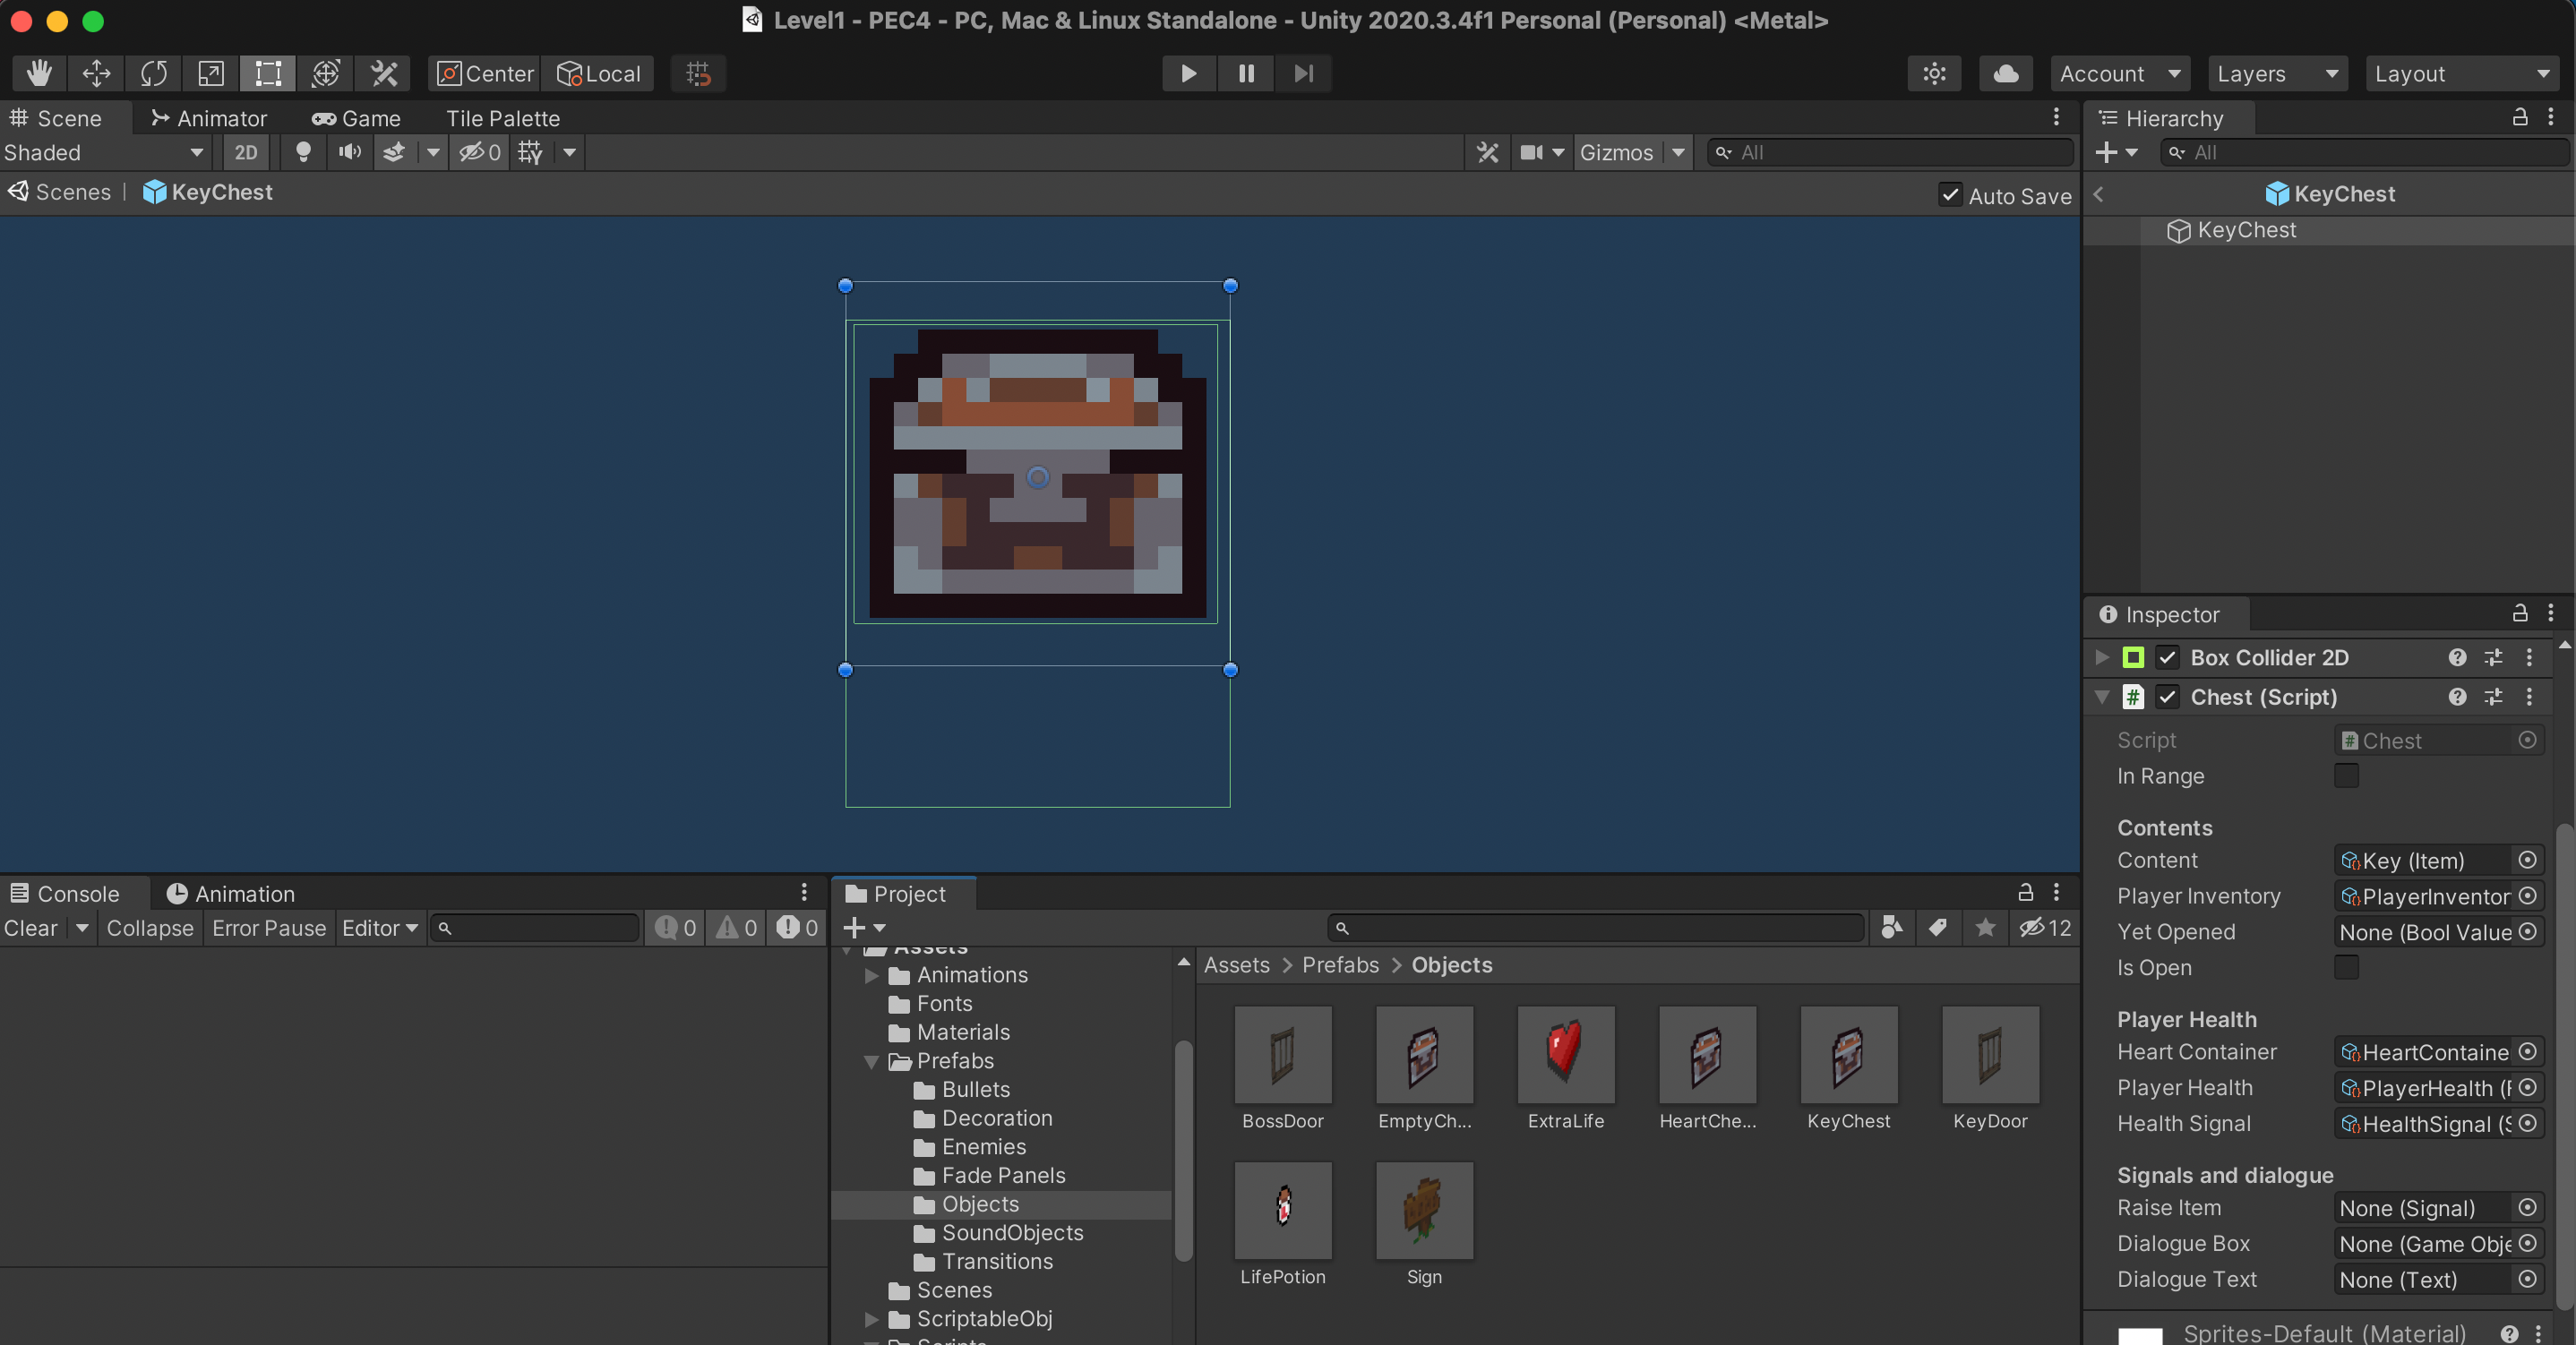 Level1 - PEC4 - PC, Mac & Linux Standalone - Unity 2020.3.4f1 Personal (Personal) <Metal>
Center Local Account Layers Layout
Scene Animator Game Tile Palette
Shaded 2D 0 Gizmos All
Scenes | KeyChest Auto Save
Hierarchy
All
KeyChest
KeyChest
Inspector
Box Collider 2D
Chest (Script)
Script Chest
In Range
Contents
Content Key (Item)
Player Inventory PlayerInventor
Yet Opened None (Bool Value
Is Open
Player Health
Heart Container HeartContaine
Player Health PlayerHealth (F
Health Signal HealthSignal (S
Signals and dialogue
Raise Item None (Signal)
Dialogue Box None (Game Obje
Dialogue Text None (Text)
Sprites-Default (Material)
Console Animation
Clear Collapse Error Pause Editor 0 0 0
Project
12
Assets
Animations
Fonts
Materials
Prefabs
Bullets
Decoration
Enemies
Fade Panels
Objects
SoundObjects
Transitions
Scenes
ScriptableObj
Scripts
Assets > Prefabs > Objects
BossDoor EmptyCh... ExtraLife HeartChe... KeyChest KeyDoor
LifePotion Sign